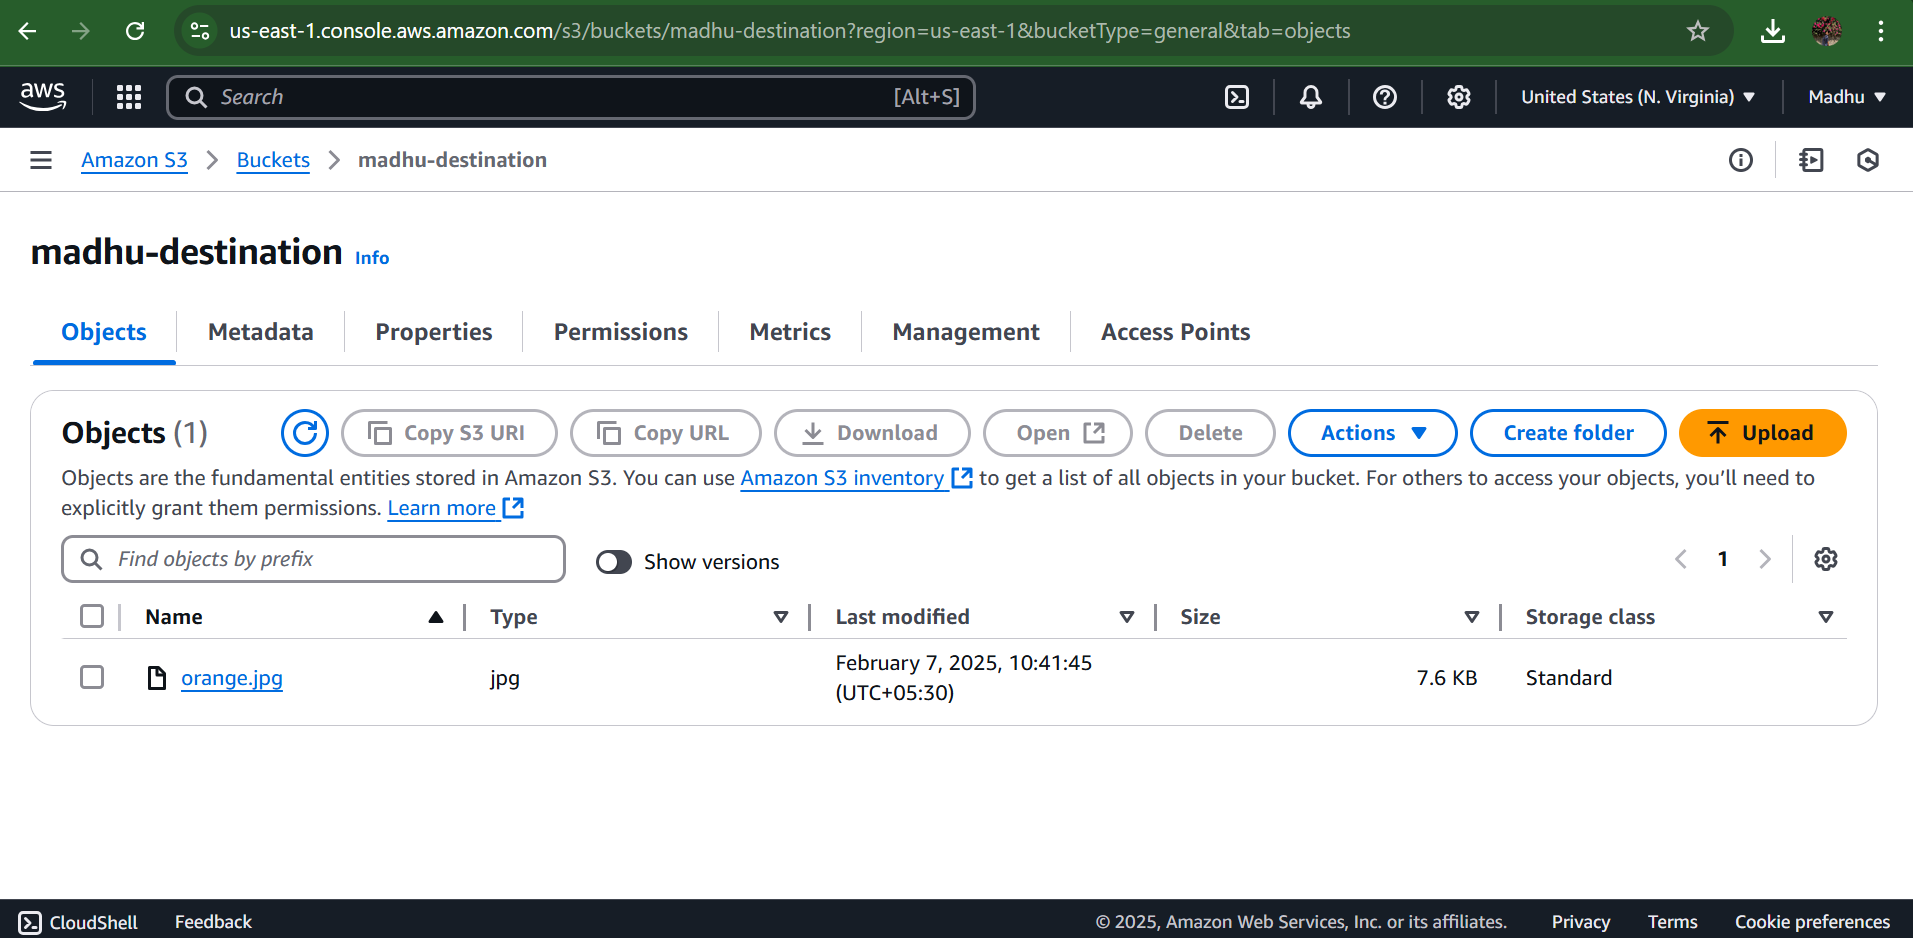 us-east-1.console.aws.amazon.com/s3/buckets/madhu-destination?region=us-east-1&bucketType=general&tab=objects
aws Search [Alt+S] United States (N. Virginia) Madhu
Amazon S3 Buckets madhu-destination
madhu-destination Info
Objects Metadata Properties Permissions Metrics Management Access Points
Objects (1) Copy S3 URI Copy URL Download Open Delete Actions Create folder Upload
Objects are the fundamental entities stored in Amazon S3. You can use Amazon S3 inventory to get a list of all objects in your bucket. For others to access your objects, you’ll need to
explicitly grant them permissions. Learn more
Find objects by prefix Show versions 1
Name Type Last modified Size Storage class
orange.jpg jpg February 7, 2025, 10:41:45 (UTC+05:30) 7.6 KB Standard
CloudShell Feedback © 2025, Amazon Web Services, Inc. or its affiliates. Privacy Terms Cookie preferences